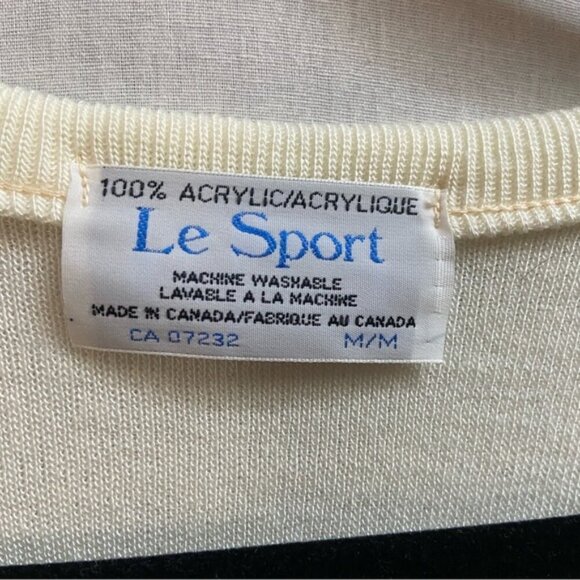 100% ACRYLIC/ACRYLIQUE
Le Sport
MACHINE WASHABLE
LAVABLE A LA MACHINE
MADE IN CANADA/FABRIQUE AU CANADA
CA 07232 M/M